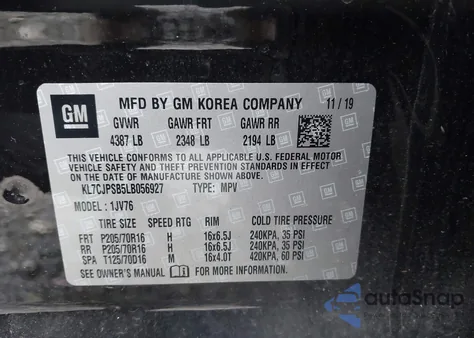 GM
MFD BY GM KOREA COMPANY 11/19
GVWR GAWR FRT GAWR RR
4387 LB 2348 LB 2194 LB
THIS VEHICLE CONFORMS TO ALL APPLICABLE U.S. FEDERAL MOTOR
VEHICLE SAFETY, BUMPER, AND THEFT PREVENTION STANDARDS IN EFFECT
ON THE DATE OF MANUFACTURE SHOWN ABOVE.
KL7CJPSB5LB056927 TYPE: MPV
MODEL: 1JV76
TIRE SIZE SPEED RTG RIM COLD TIRE PRESSURE
FRT P205/70R16 H 16x6.5J 240KPA, 35 PSI
RR P205/70R16 H 16x6.5J 240KPA, 35 PSI
SPA T125/70D16 M 16x4.0T 420KPA, 60 PSI
SEE OWNER'S MANUAL FOR MORE INFORMATION
autoSnap